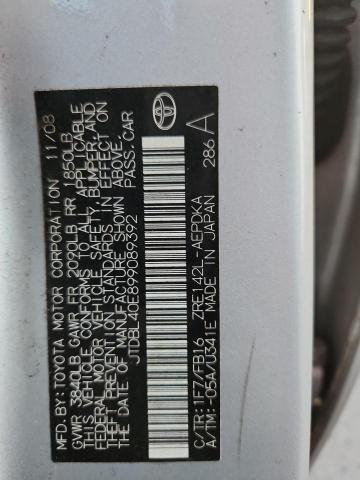 MFD. BY: TOYOTA MOTOR CORPORATION 11/08
GVWR 3840LB GAWR FR 2090LB RR 1850LB
THIS VEHICLE CONFORMS TO ALL APPLICABLE
FEDERAL MOTOR VEHICLE SAFETY, BUMPER, AND
THEFT PREVENTION STANDARDS IN EFFECT ON
THE DATE OF MANUFACTURE SHOWN ABOVE.
JTDBL40E899089392 PASS. CAR
C/TR: 1F7/FB16 ZRE142L-AEPDKA
A/TM: -05A/U341E MADE IN JAPAN 286 A